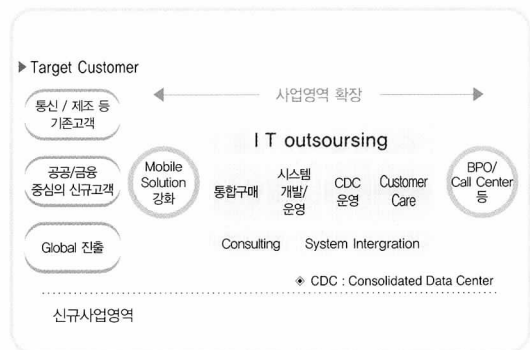 ▶ Target Customer
통신 / 제조 등
기존고객
공공/금융
중심의 신규고객
Global 진출
사업영역 확장
I T outsoursing
Mobile
Solution
강화
통합구매
시스템
개발/
운영
CDC
운영
Customer
Care
BPO/
Call Center
등
Consulting
System Intergration
◈ CDC : Consolidated Data Center
신규사업영역